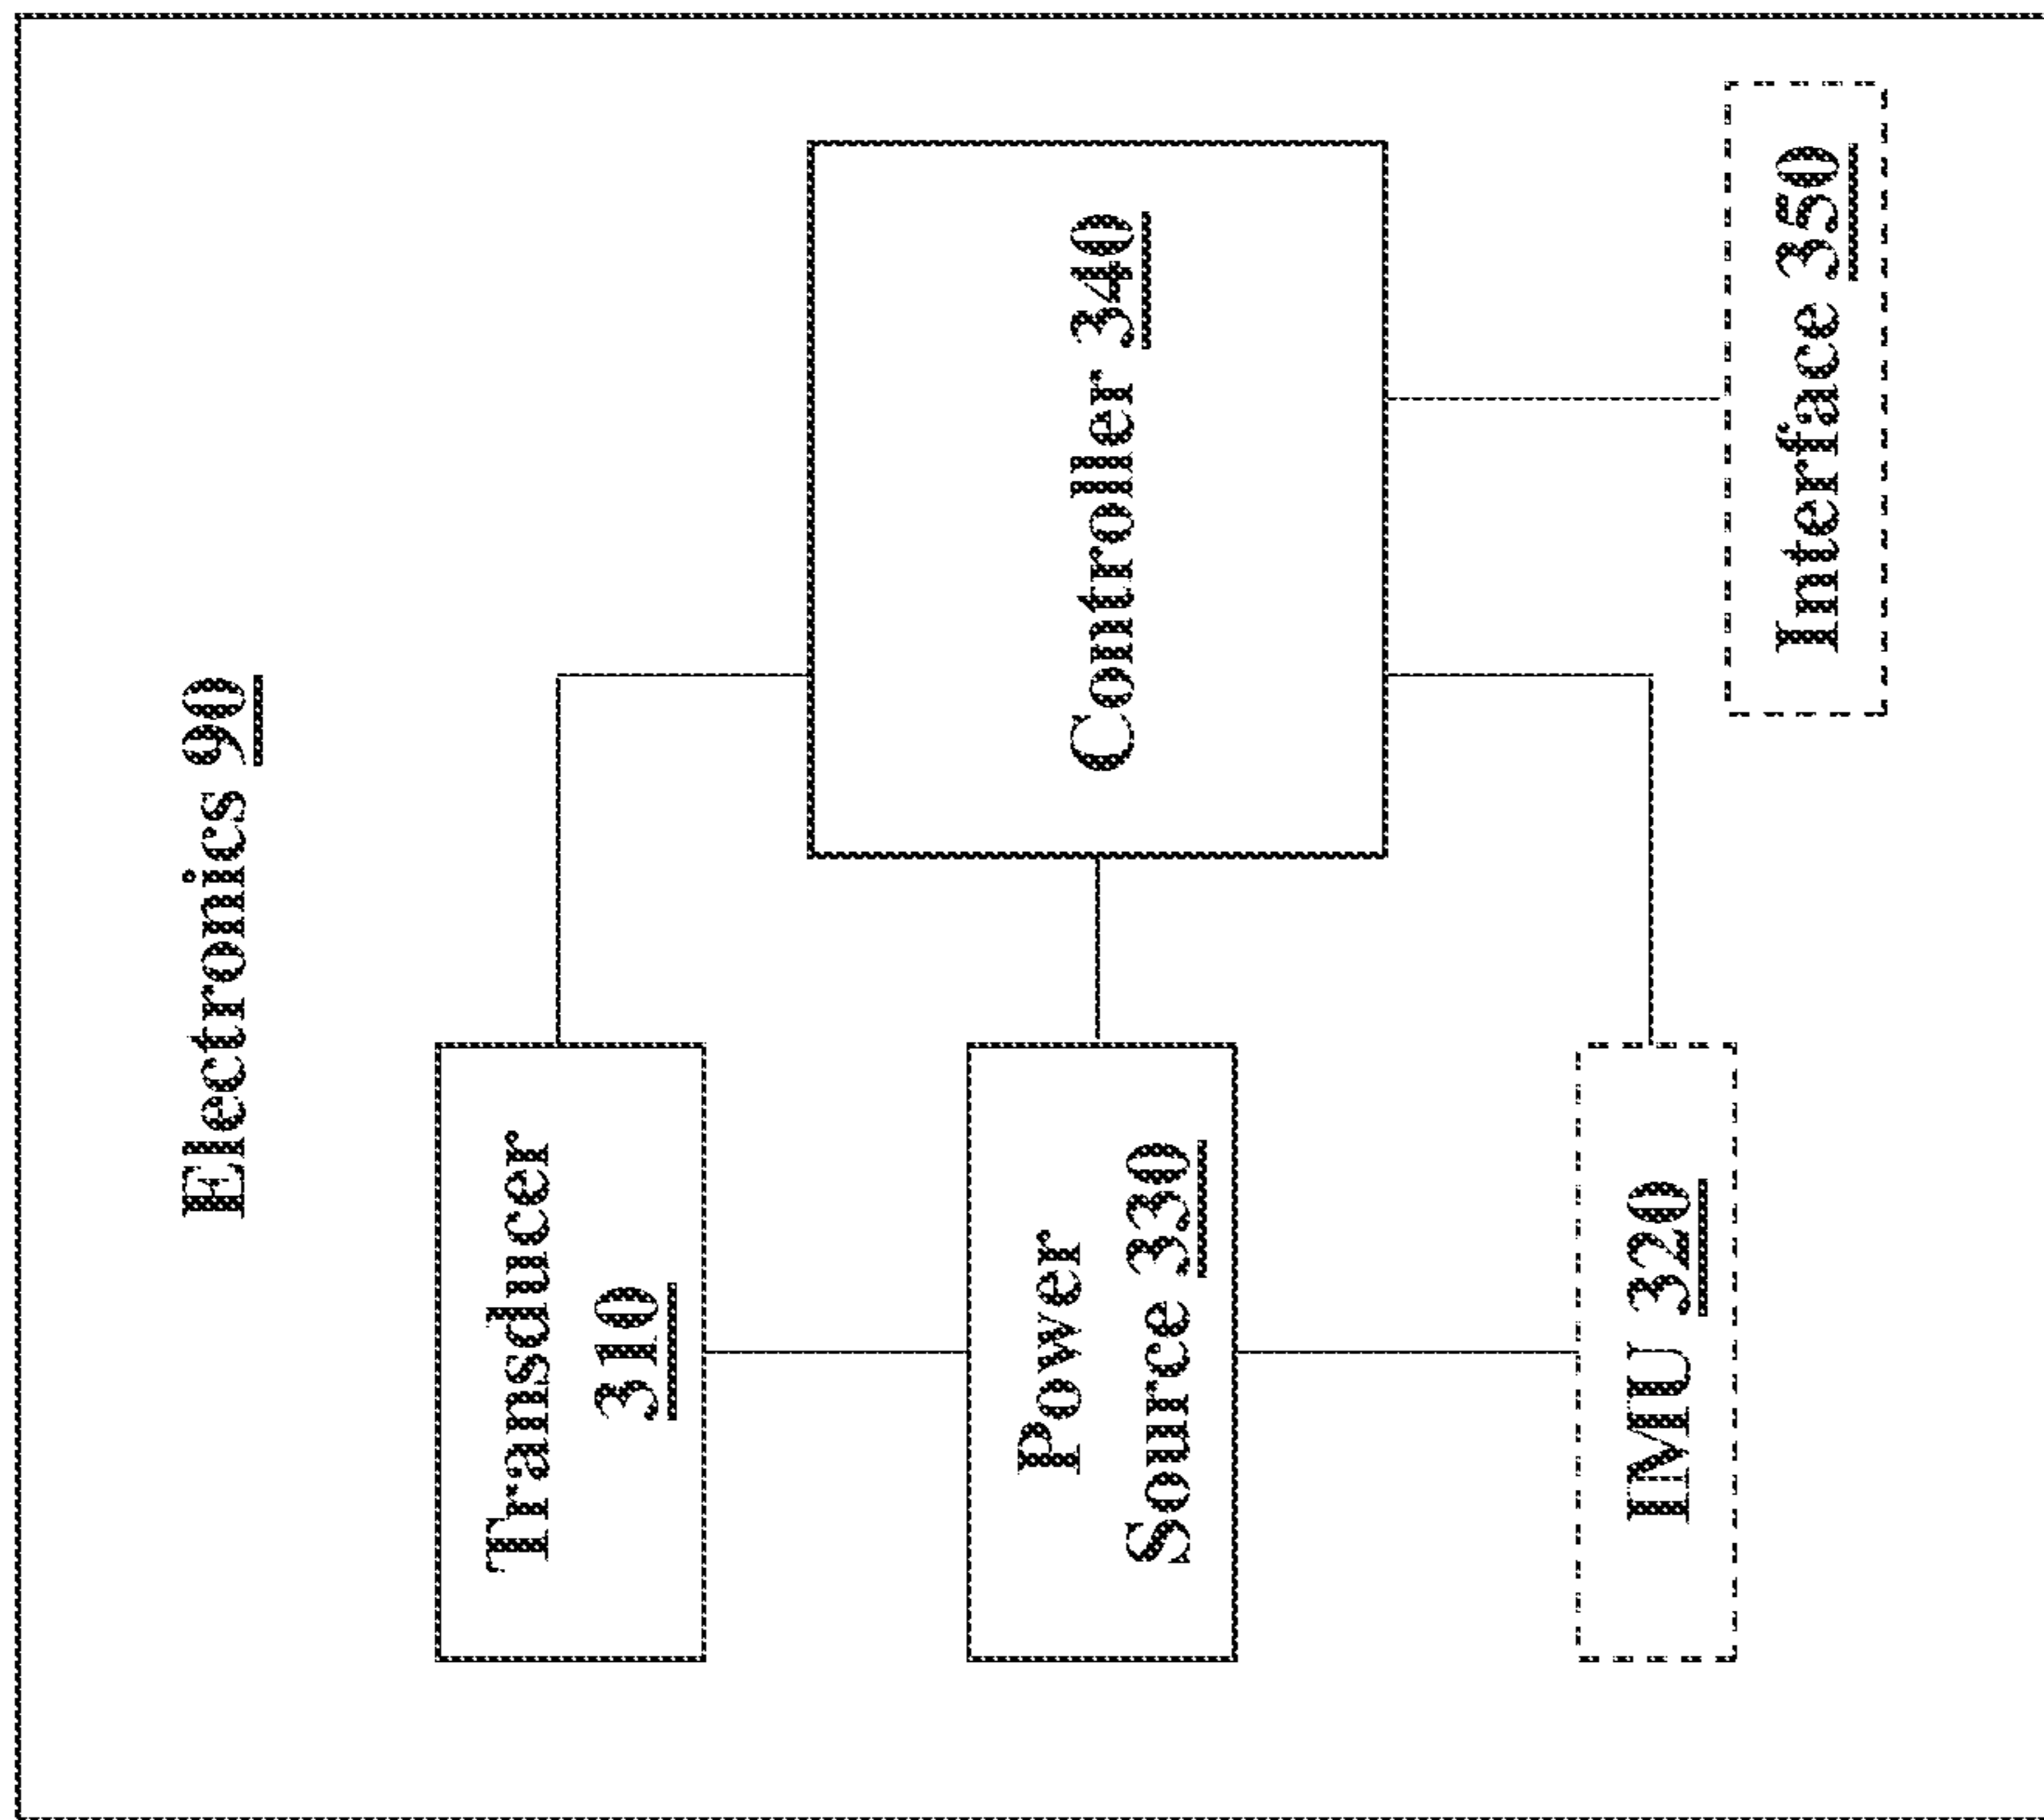 Electronics 90
Transducer
310
Controller 340
Power
Source 330
IMU 320
Interface 350